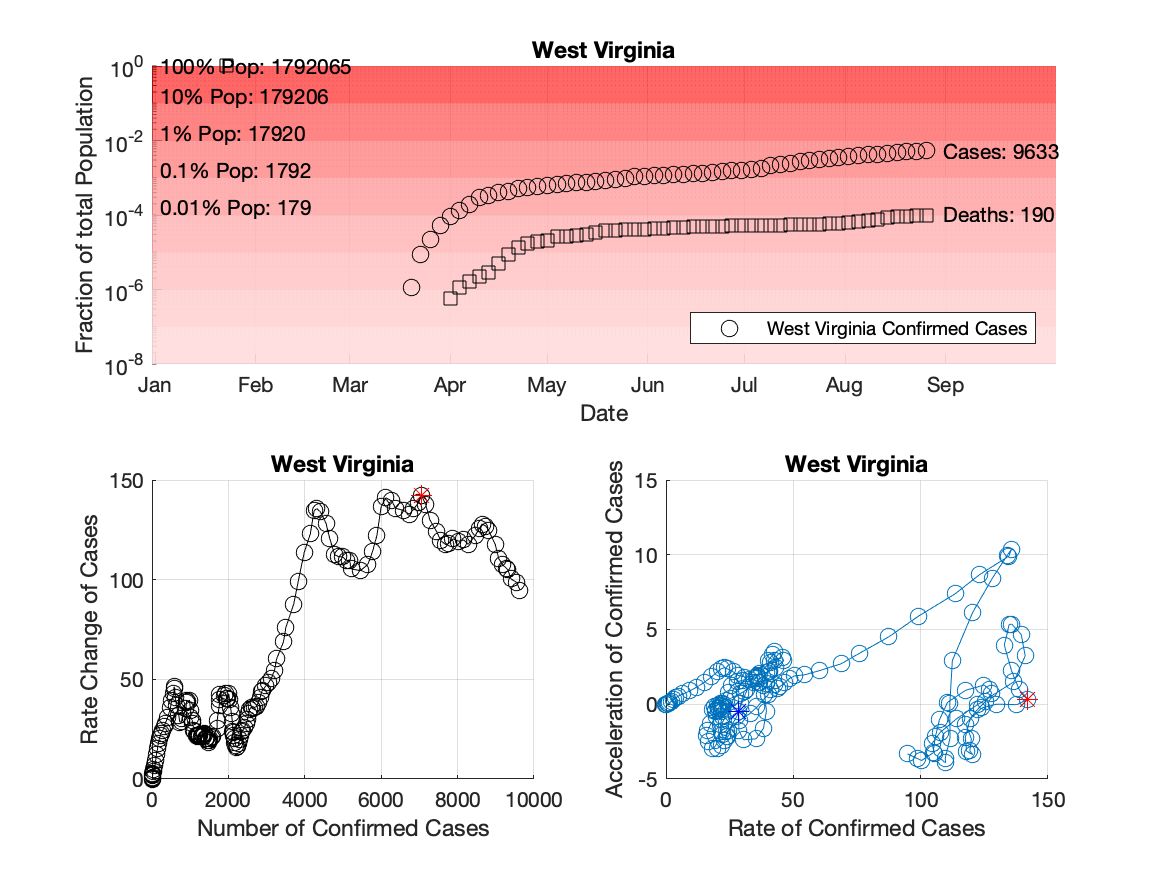 West Virginia
Fraction of total Population
10^0
10^-2
10^-4
10^-6
10^-8
100% Pop: 1792065
10% Pop: 179206
1% Pop: 17920
0.1% Pop: 1792
0.01% Pop: 179
Cases: 9633
Deaths: 190
West Virginia Confirmed Cases
Jan Feb Mar Apr May Jun Jul Aug Sep
Date
West Virginia
Rate Change of Cases
150
100
50
0
0 2000 4000 6000 8000 10000
Number of Confirmed Cases
West Virginia
Acceleration of Confirmed Cases
15
10
5
0
-5
0 50 100 150
Rate of Confirmed Cases